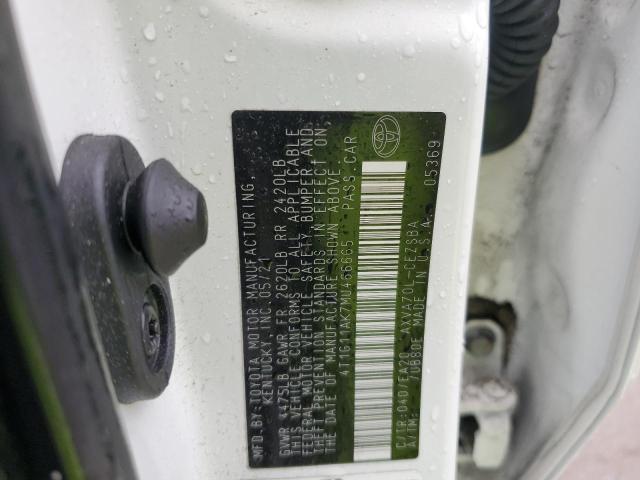 MFD.BY:TOYOTA MOTOR MANUFACTURING,
KENTUCKY, INC. 05/21
GVWR 4475LB GAWR FR 2620LB RR 2420LB
THIS VEHICLE CONFORMS TO ALL APPLICABLE
FEDERAL MOTOR VEHICLE SAFETY, BUMPER AND
THEFT PREVENTION STANDARDS IN EFFECT ON
THE DATE OF MANUFACTURE SHOWN ABOVE.
4T1G11AK7MU466665 PASS CAR
C/TR:040/EA20 AXVA70L-CEZSBA
A/TM: /UB80E MADE IN U.S.A. 05369